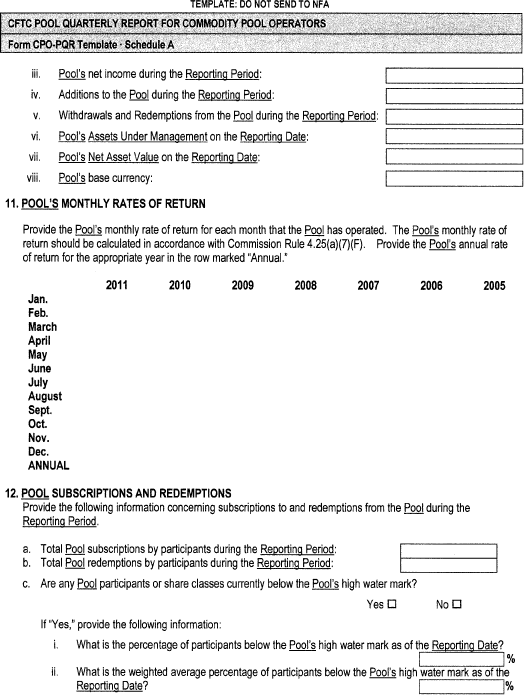 TEMPLATE: DO NOT SEND TO NFA
CFTC POOL QUARTERLY REPORT FOR COMMODITY POOL OPERATORS
Form CPO-PQR Template · Schedule A
iii. Pool's net income during the Reporting Period:
iv. Additions to the Pool during the Reporting Period:
v. Withdrawals and Redemptions from the Pool during the Reporting Period:
vi. Pool's Assets Under Management on the Reporting Date:
vii. Pool's Net Asset Value on the Reporting Date:
viii. Pool's base currency:
11. POOL'S MONTHLY RATES OF RETURN
Provide the Pool's monthly rate of return for each month that the Pool has operated. The Pool's monthly rate of
return should be calculated in accordance with Commission Rule 4.25(a)(7)(F). Provide the Pool's annual rate
of return for the appropriate year in the row marked "Annual."
2011 2010 2009 2008 2007 2006 2005
Jan.
Feb.
March
April
May
June
July
August
Sept.
Oct.
Nov.
Dec.
ANNUAL
12. POOL SUBSCRIPTIONS AND REDEMPTIONS
Provide the following information concerning subscriptions to and redemptions from the Pool during the
Reporting Period.
a. Total Pool subscriptions by participants during the Reporting Period:
b. Total Pool redemptions by participants during the Reporting Period:
c. Are any Pool participants or share classes currently below the Pool's high water mark?
Yes ☐ No ☐
If "Yes," provide the following information:
i. What is the percentage of participants below the Pool's high water mark as of the Reporting Date?
%
ii. What is the weighted average percentage of participants below the Pool's high water mark as of the
Reporting Date? %